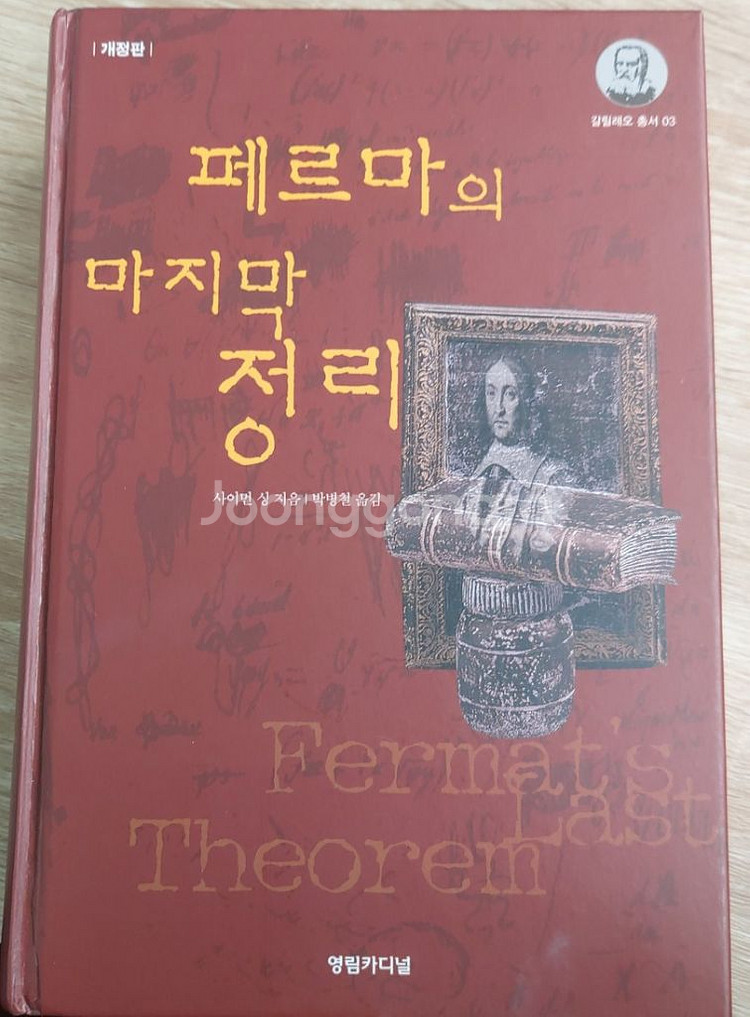 | 개정판 |
갈릴레오 총서 03
페르마의
마지막
정리
사이먼 싱 지음 | 박병철 옮김
Joonggonara
Fermat's
Last
Theorem
영림카디널